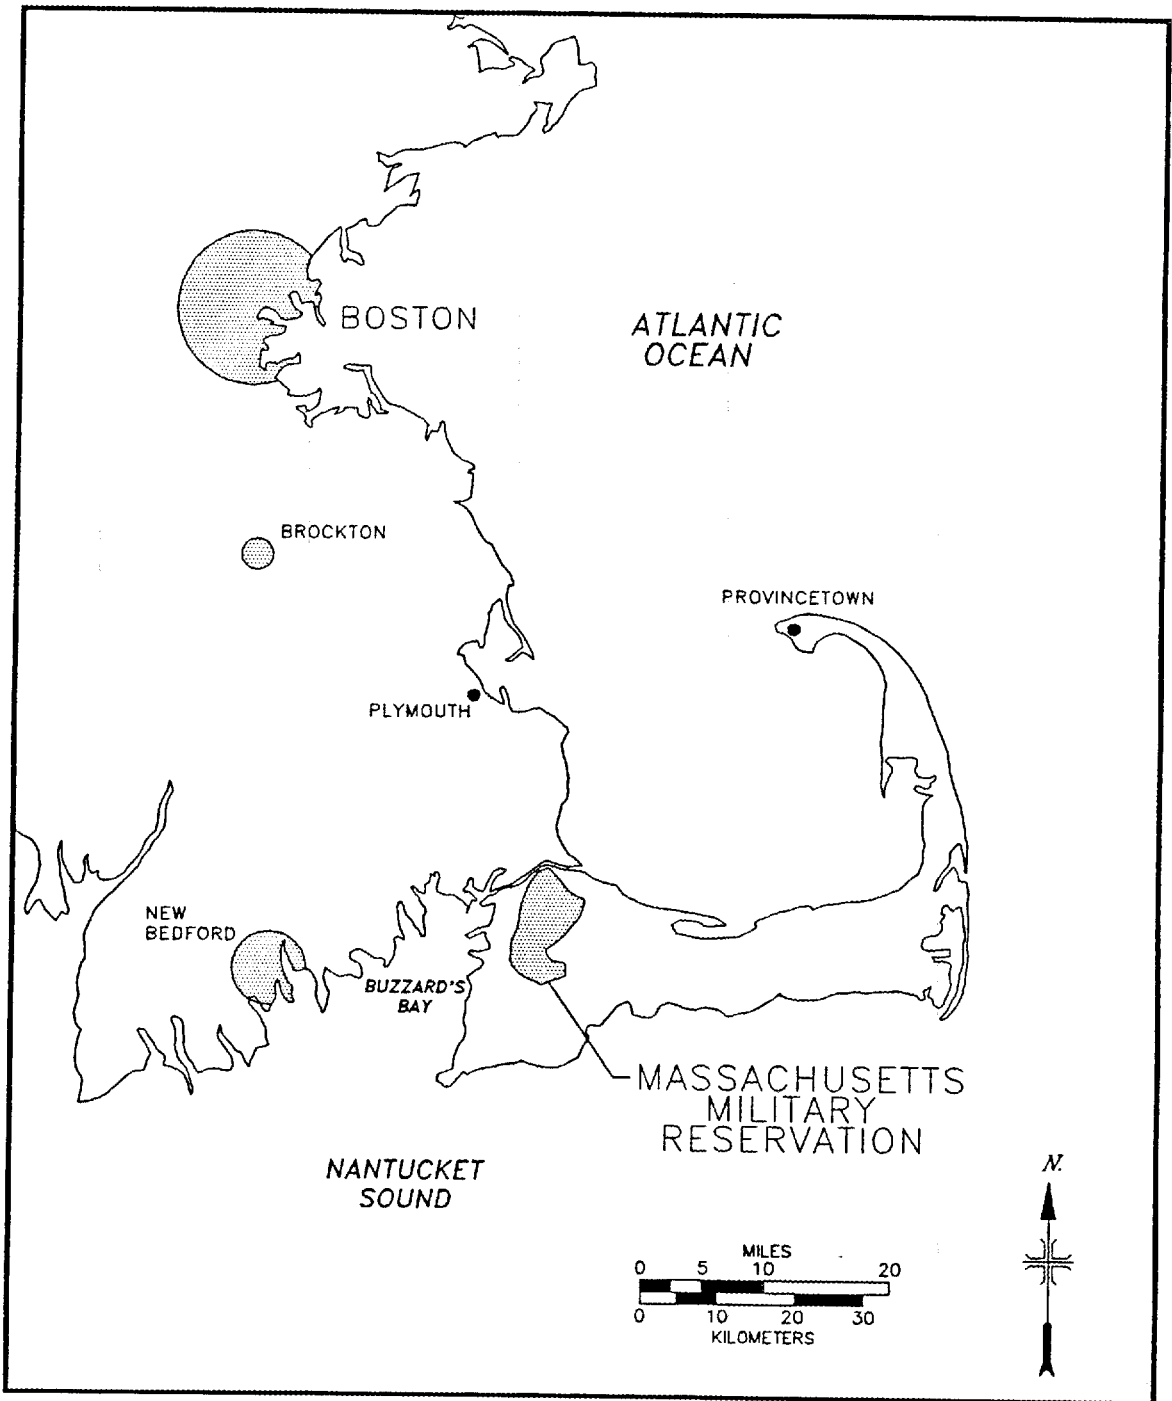 BOSTON
ATLANTIC
OCEAN
BROCKTON
PROVINCETOWN
PLYMOUTH
NEW
BEDFORD
BUZZARD'S
BAY
MASSACHUSETTS
MILITARY
RESERVATION
NANTUCKET
SOUND
N.
MILES
0 5 10 20
0 10 20 30
KILOMETERS